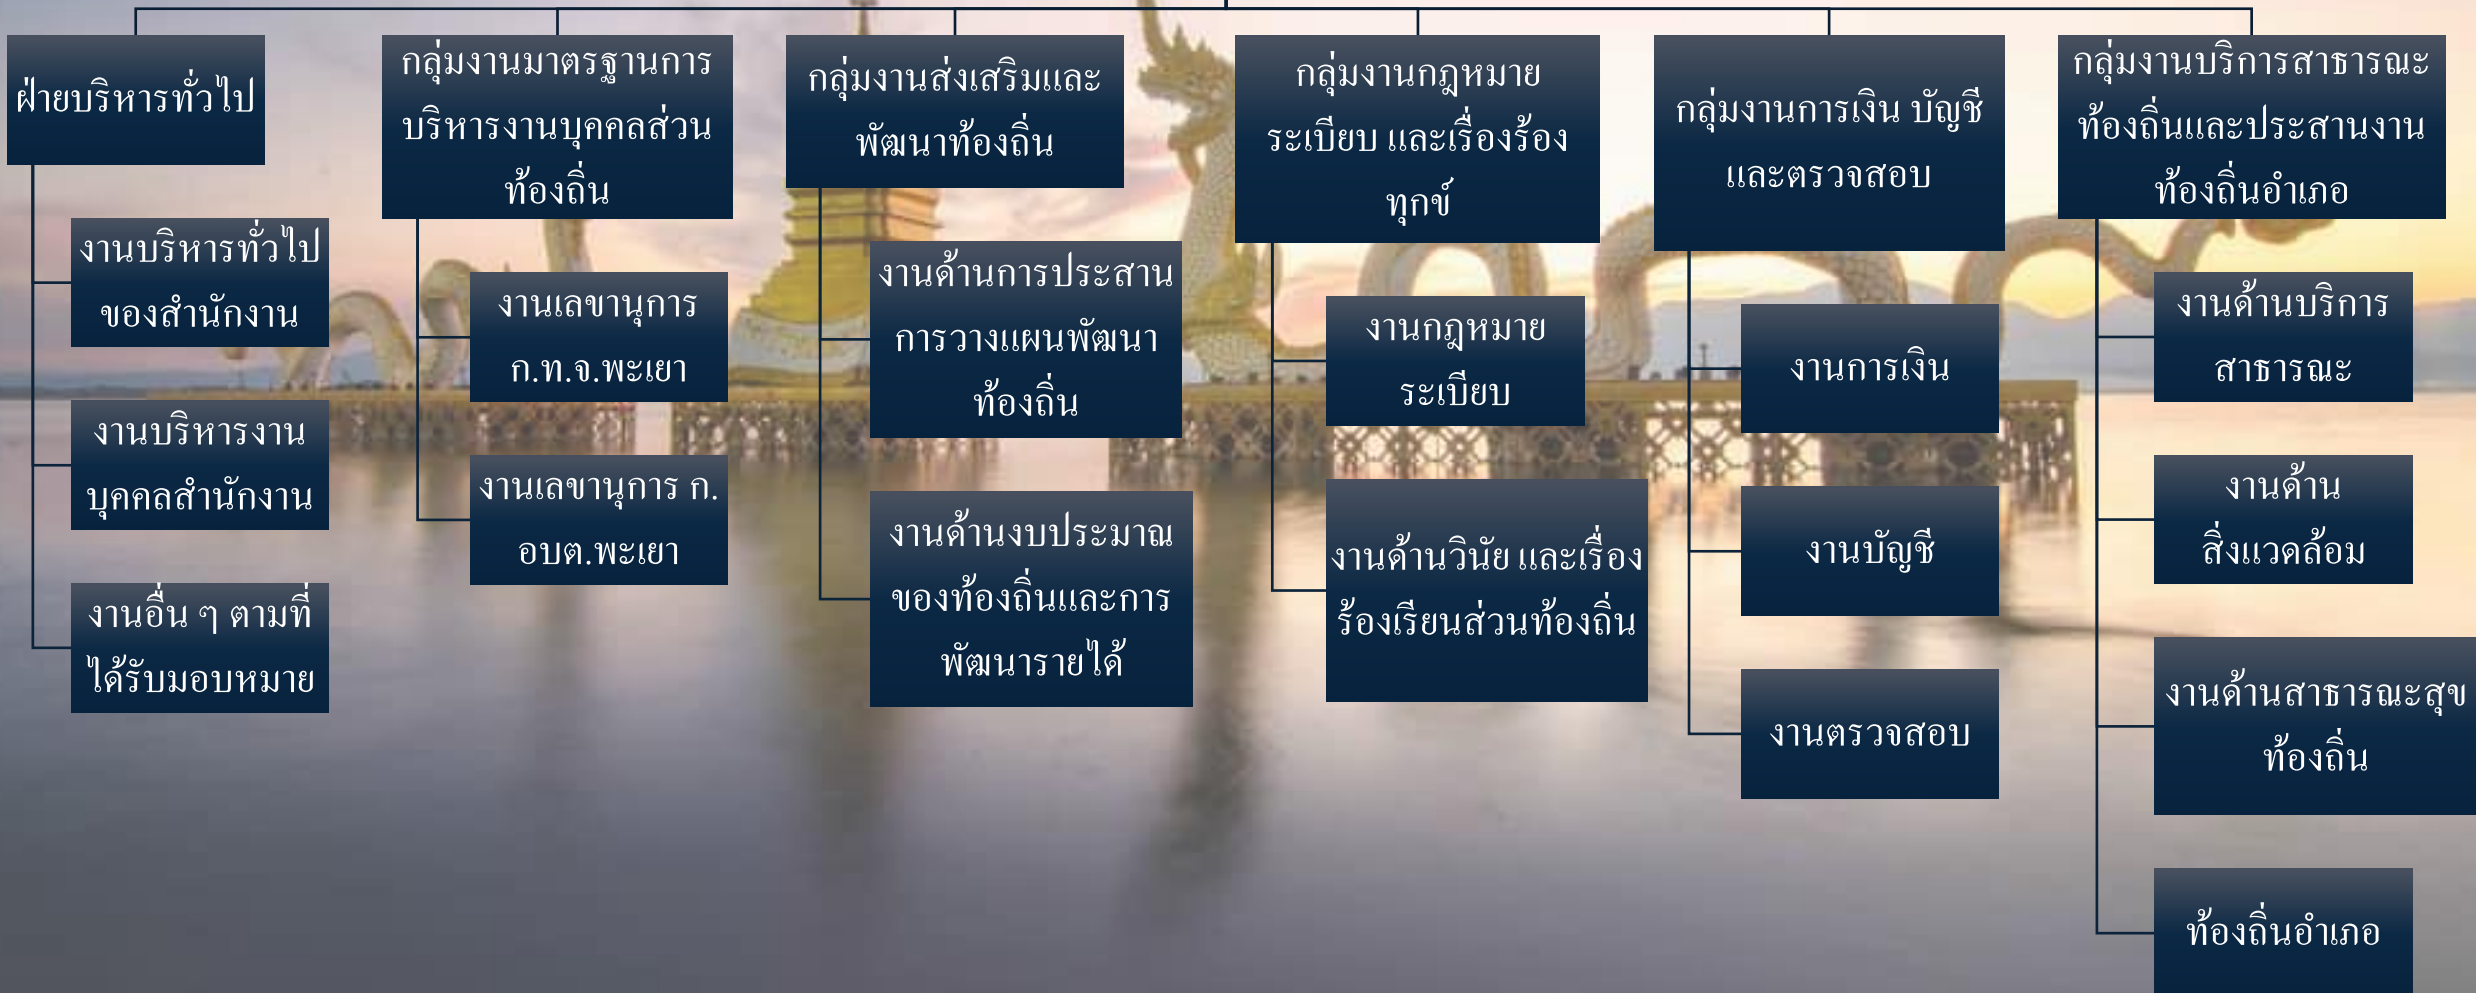 ฝ่ายบริหารทั่วไป
งานบริหารทั่วไป
ของสำนักงาน
งานบริหารงาน
บุคคลสำนักงาน
งานอื่น ๆ ตามที่
ได้รับมอบหมาย
กลุ่มงานมาตรฐานการ
บริหารงานบุคคลส่วน
ท้องถิ่น
งานเลขานุการ
ก.ท.จ.พะเยา
งานเลขานุการ ก.
อบต.พะเยา
กลุ่มงานส่งเสริมและ
พัฒนาท้องถิ่น
งานด้านการประสาน
การวางแผนพัฒนา
ท้องถิ่น
งานด้านงบประมาณ
ของท้องถิ่นและการ
พัฒนารายได้
กลุ่มงานกฎหมาย
ระเบียบ และเรื่องร้อง
ทุกข์
งานกฎหมาย
ระเบียบ
งานด้านวินัย และเรื่อง
ร้องเรียนส่วนท้องถิ่น
กลุ่มงานการเงิน บัญชี
และตรวจสอบ
งานการเงิน
งานบัญชี
งานตรวจสอบ
กลุ่มงานบริการสาธารณะ
ท้องถิ่นและประสานงาน
ท้องถิ่นอำเภอ
งานด้านบริการ
สาธารณะ
งานด้าน
สิ่งแวดล้อม
งานด้านสาธารณะสุข
ท้องถิ่น
ท้องถิ่นอำเภอ